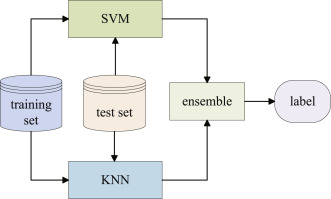 SVM
training
set
test set
ensemble
label
KNN